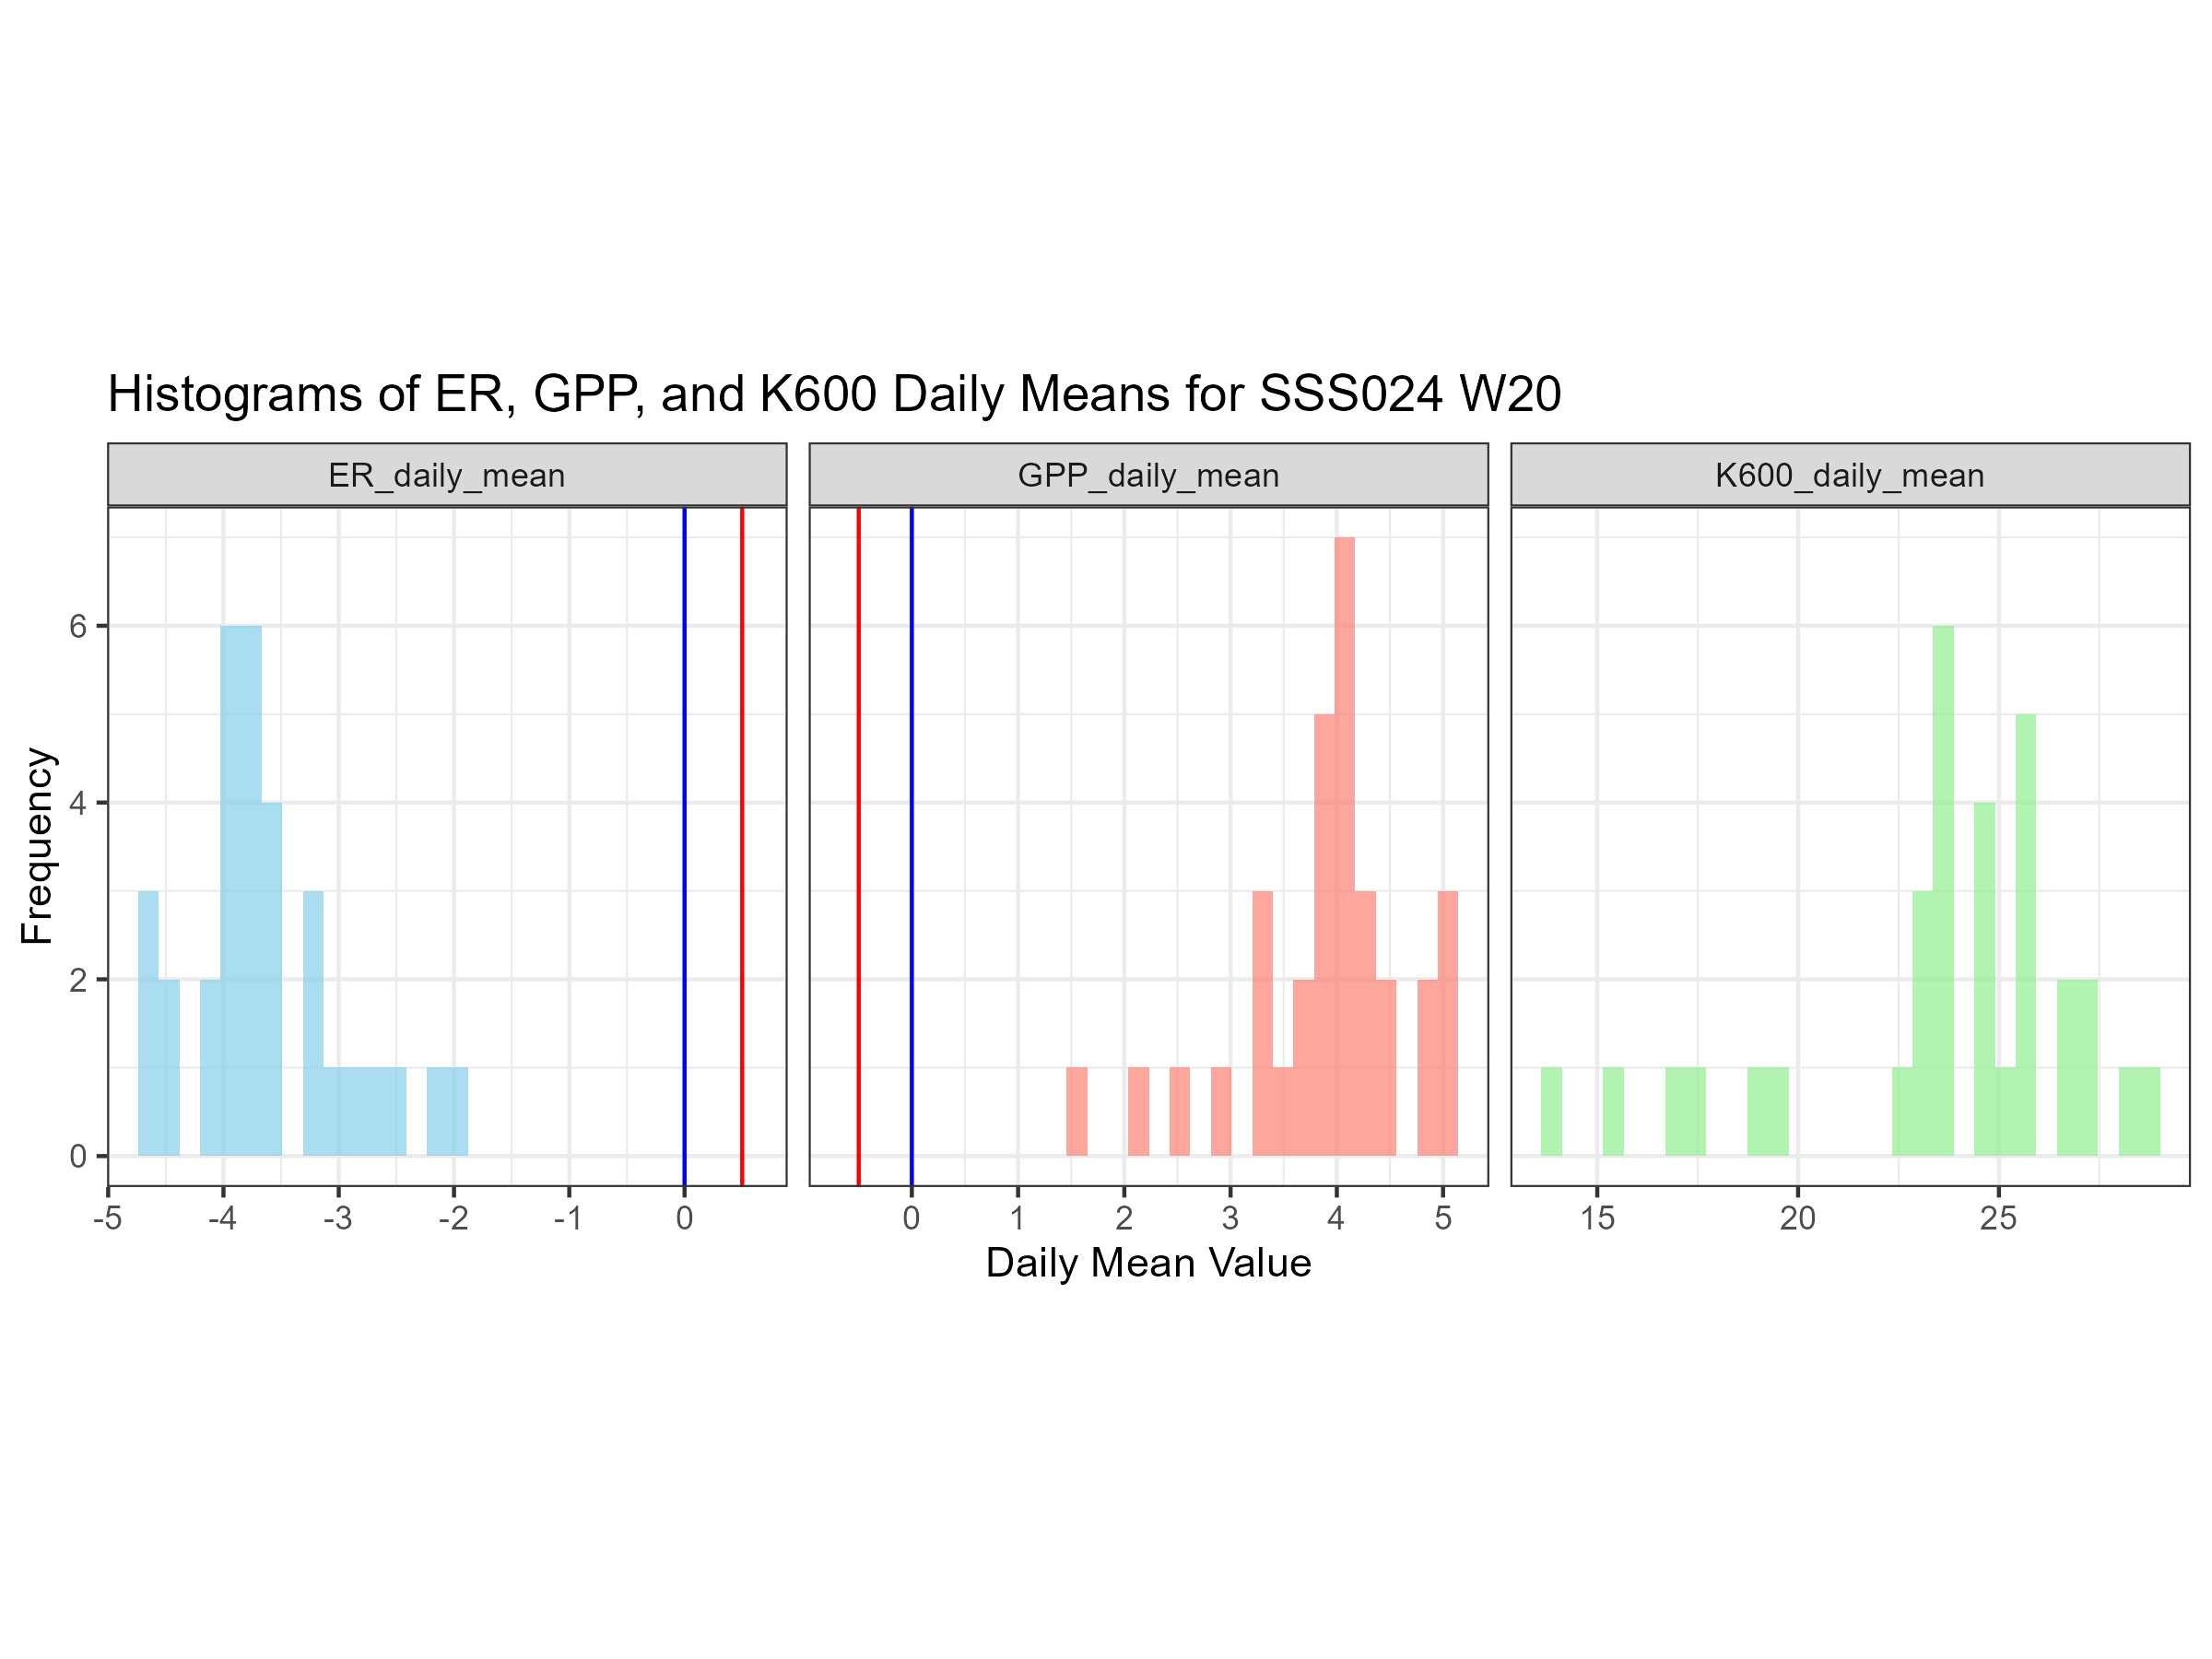 Histograms of ER, GPP, and K600 Daily Means for SSS024 W20
ER_daily_mean GPP_daily_mean K600_daily_mean
Frequency
6
4
2
0
-5 -4 -3 -2 -1 0 0 1 2 3 4 5 15 20 25
Daily Mean Value